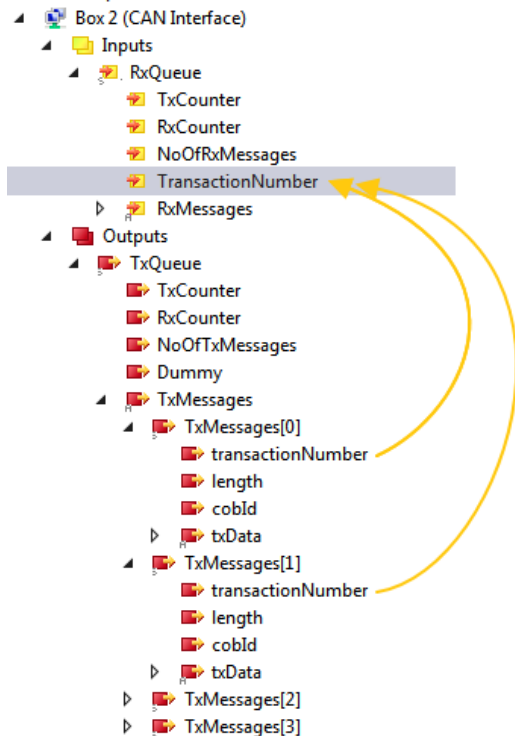 Box 2 (CAN Interface)
Inputs
RxQueue
TxCounter
RxCounter
NoOfRxMessages
TransactionNumber
RxMessages
Outputs
TxQueue
TxCounter
RxCounter
NoOfTxMessages
Dummy
TxMessages
TxMessages[0]
transactionNumber
length
cobId
txData
TxMessages[1]
transactionNumber
length
cobId
txData
TxMessages[2]
TxMessages[3]